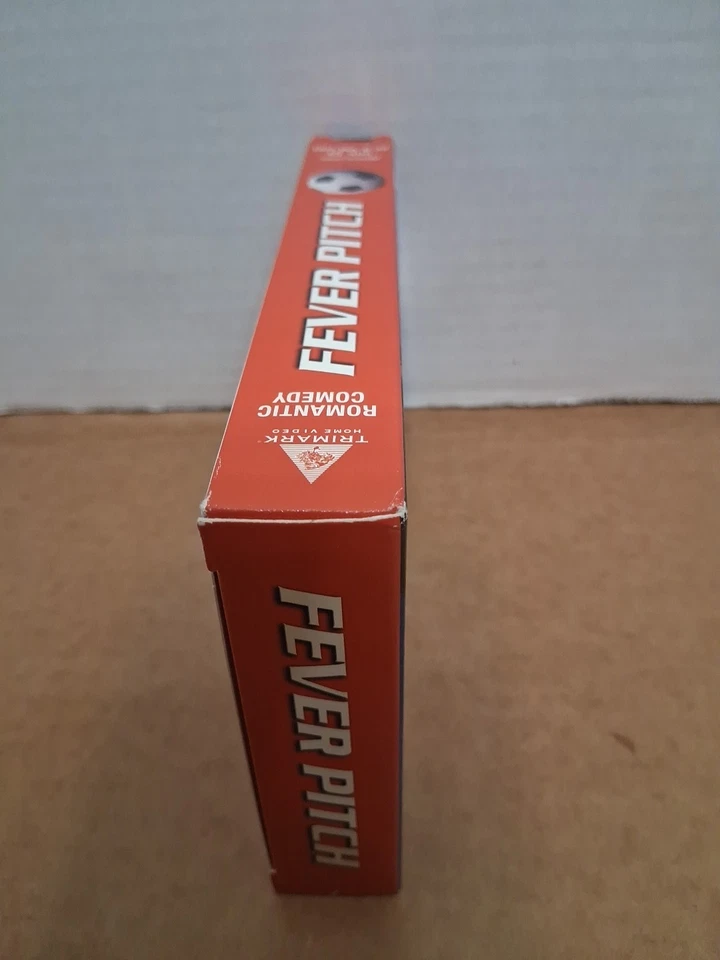 FEVER PITCH
ROMANTIC
COMEDY
TRIMARK
HOME VIDEO
FEVER PITCH